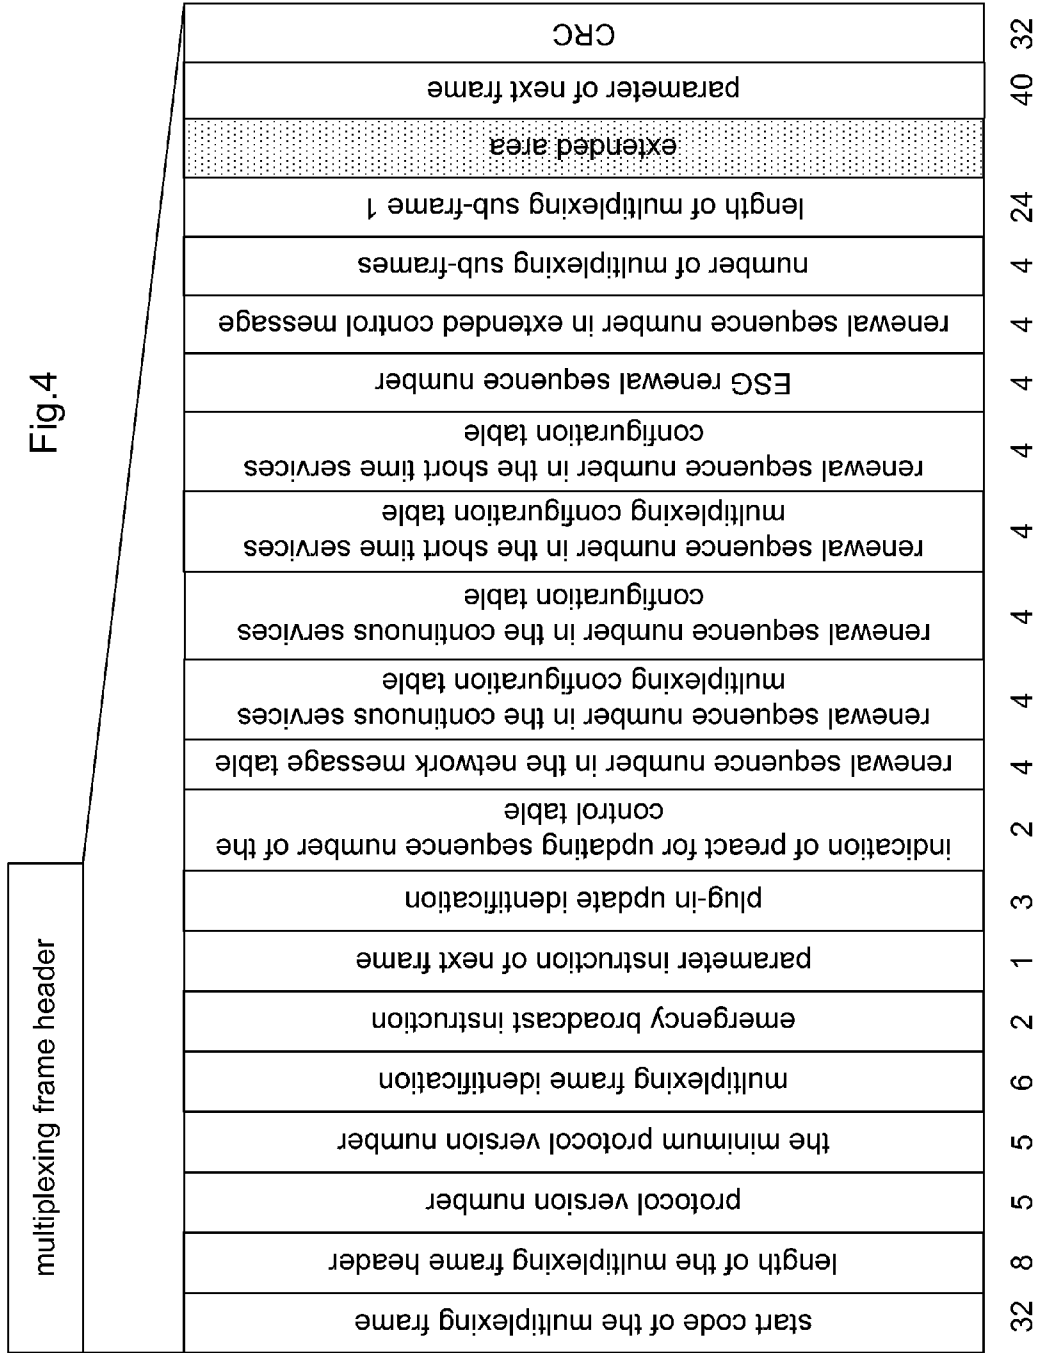 Fig.4
multiplexing frame header
start code of the multiplexing frame
32
length of the multiplexing frame header
8
protocol version number
5
the minimum protocol version number
5
multiplexing frame identification
6
emergency broadcast instruction
2
parameter instruction of next frame
1
plug-in update identification
3
indication of preact for updating sequence number of the
control table
2
renewal sequence number in the network message table
4
renewal sequence number in the continuous services
multiplexing configuration table
4
renewal sequence number in the continuous services
configuration table
4
renewal sequence number in the short time services
multiplexing configuration table
4
renewal sequence number in the short time services
configuration table
4
ESG renewal sequence number
4
renewal sequence number in extended control message
4
number of multiplexing sub-frames
4
length of multiplexing sub-frame 1
24
extended area
parameter of next frame
40
CRC
32